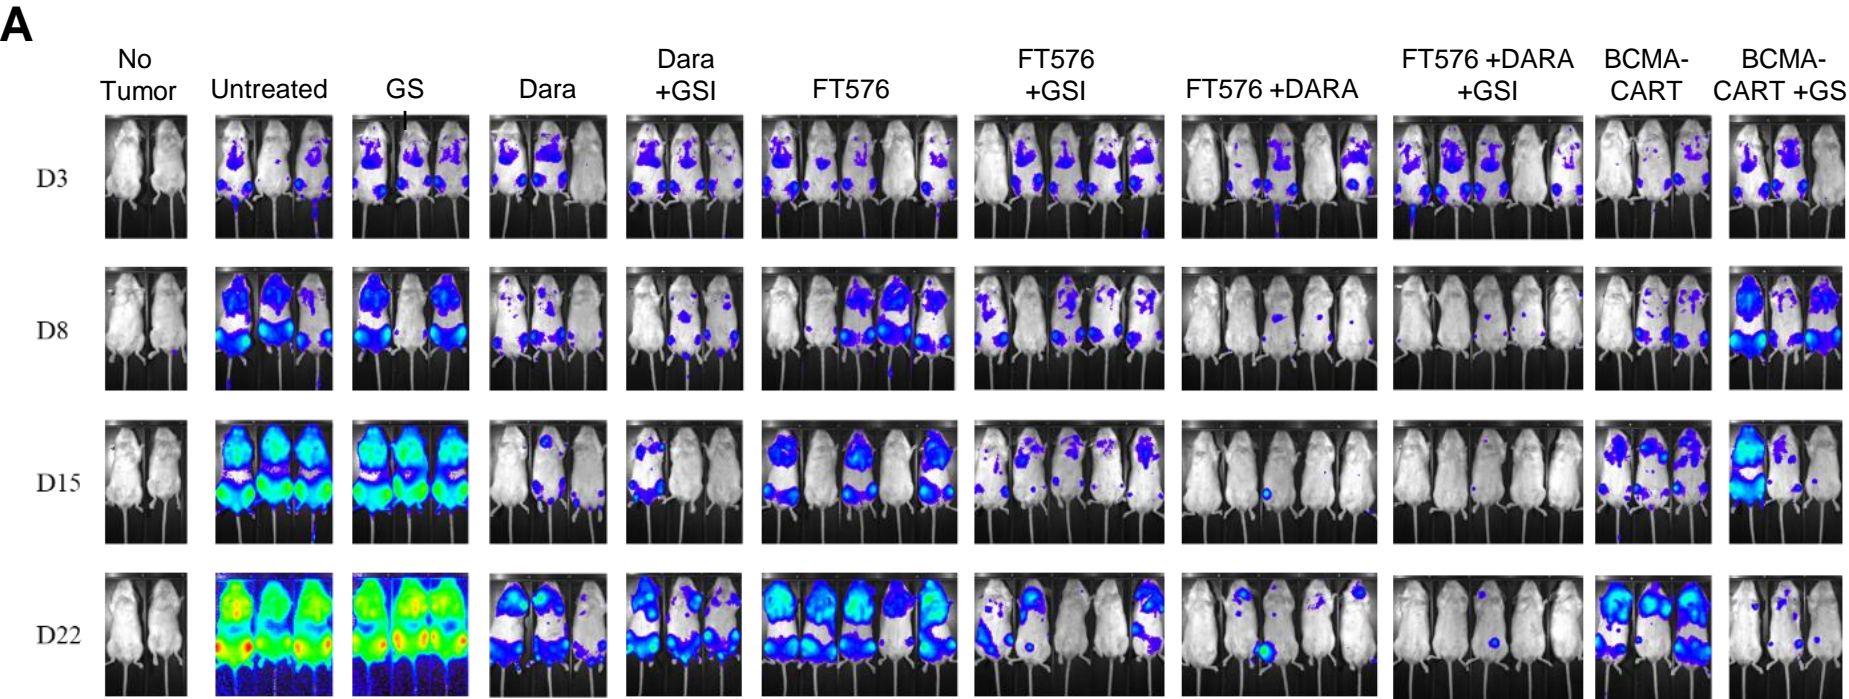 A
No
Tumor
Untreated
GS
I
Dara
Dara
+GSI
FT576
FT576
+GSI
FT576 +DARA
FT576 +DARA
+GSI
BCMA-
CART
BCMA-
CART +GS
D3
D8
D15
D22